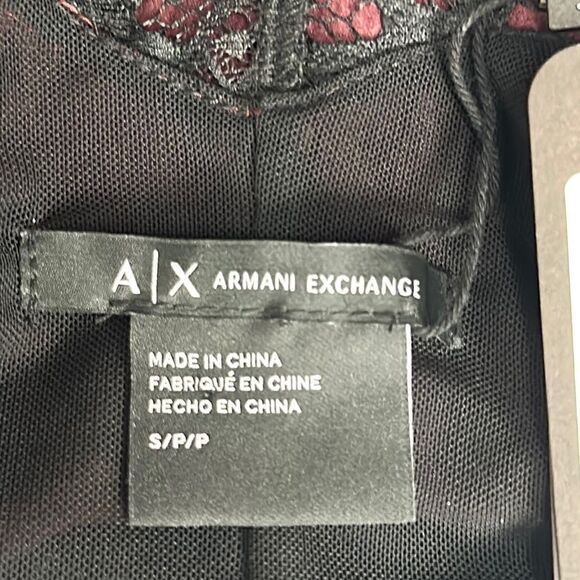 A|X ARMANI EXCHANGE
MADE IN CHINA
FABRIQUÉ EN CHINE
HECHO EN CHINA
S/P/P